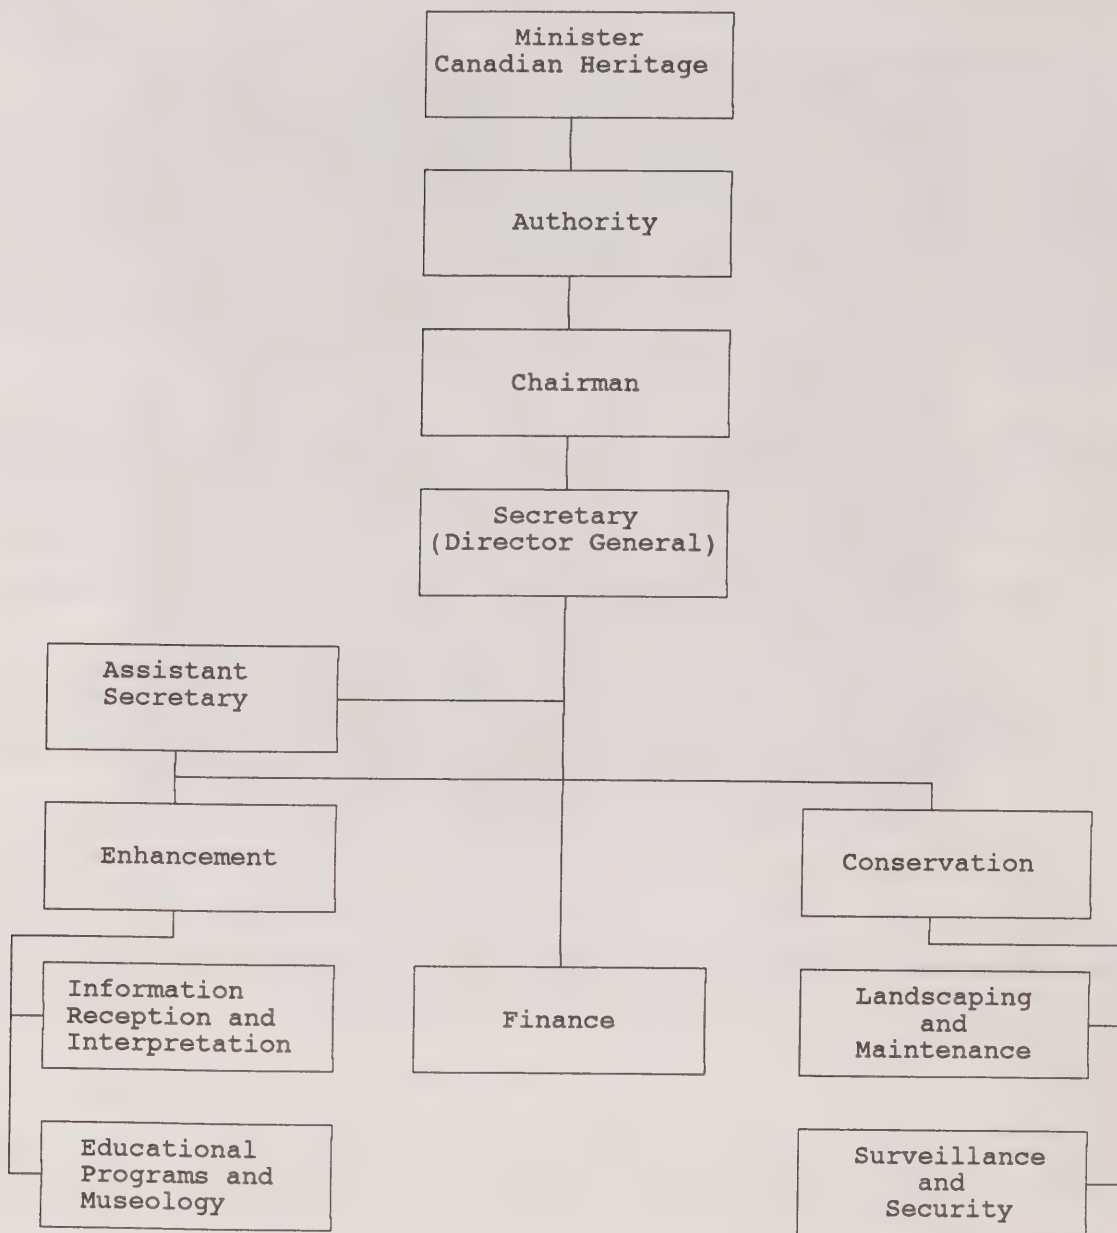 Minister
Canadian Heritage
Authority
Chairman
Secretary
(Director General)
Assistant
Secretary
Enhancement
Conservation
Information
Reception and
Interpretation
Finance
Landscaping
and
Maintenance
Educational
Programs and
Museology
Surveillance
and
Security